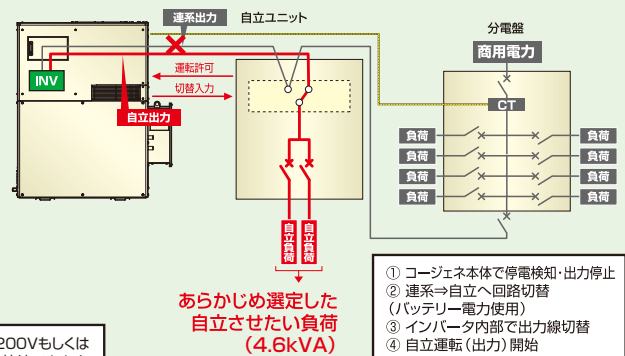 連系出力
自立ユニット
分電盤
商用電力
INV
運転許可
切替入力
自立出力
CT
負荷
負荷
負荷
負荷
負荷
負荷
負荷
負荷
自立負荷
自立負荷
あらかじめ選定した
自立させたい負荷
(4.6kVA)
① コージェネ本体で停電検知・出力停止
② 連系⇒自立へ回路切替
(バッテリー電力使用)
③ インバータ内部で出力線切替
④ 自立運転(出力)開始
200Vもしくは